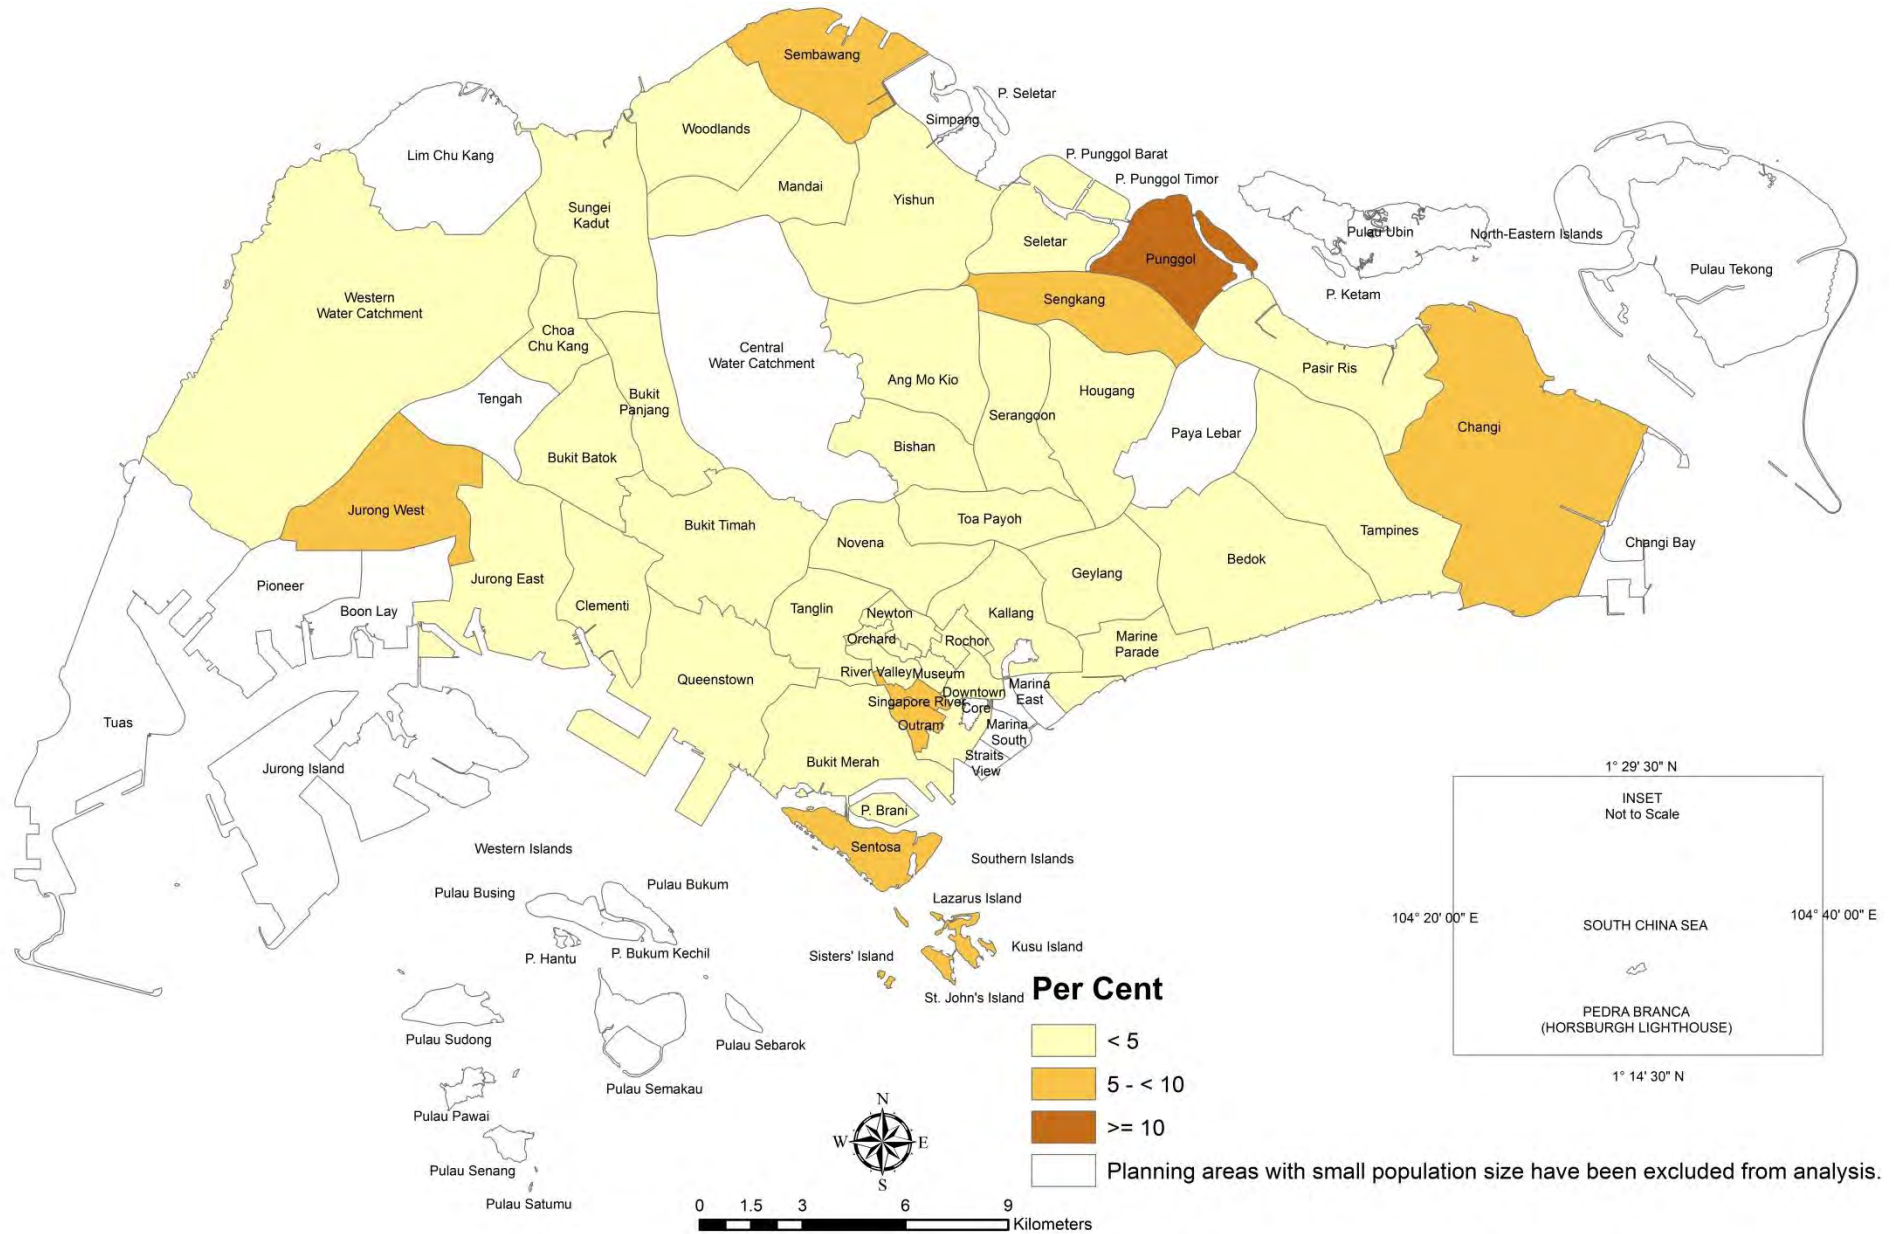 Sembawang
P. Seletar
Simpang
Woodlands
Lim Chu Kang
P. Punggol Barat
P. Punggol Timor
Mandai
Yishun
Sungei
Kadut
Seletar
Pulau Ubin
North-Eastern Islands
Punggol
Pulau Tekong
P. Ketam
Sengkang
Western
Water Catchment
Choa
Chu Kang
Central
Water Catchment
Pasir Ris
Ang Mo Kio
Hougang
Tengah
Bukit
Panjang
Serangoon
Changi
Paya Lebar
Bishan
Bukit Batok
Jurong West
Bukit Timah
Toa Payoh
Tampines
Novena
Changi Bay
Bedok
Geylang
Jurong East
Pioneer
Boon Lay
Clementi
Tanglin
Newton
Kallang
Orchard
Rochor
Marine
Parade
River Valley
Museum
Queenstown
Marina
East
Downtown
Core
Singapore River
Outram
Marina
South
Straits
View
Tuas
Jurong Island
Bukit Merah
P. Brani
Sentosa
Southern Islands
Western Islands
Pulau Busing
Pulau Bukum
Lazarus Island
P. Hantu
P. Bukum Kechil
Sisters' Island
Kusu Island
St. John's Island
Pulau Sudong
Pulau Sebarok
Pulau Semakau
Pulau Pawai
Pulau Senang
Pulau Satumu
1° 29' 30" N
INSET
Not to Scale
104° 20' 00" E
104° 40' 00" E
SOUTH CHINA SEA
PEDRA BRANCA
(HORSBURGH LIGHTHOUSE)
1° 14' 30" N
Per Cent
< 5
5 - < 10
>= 10
Planning areas with small population size have been excluded from analysis.
N
W
E
S
0 1.5 3 6 9
Kilometers